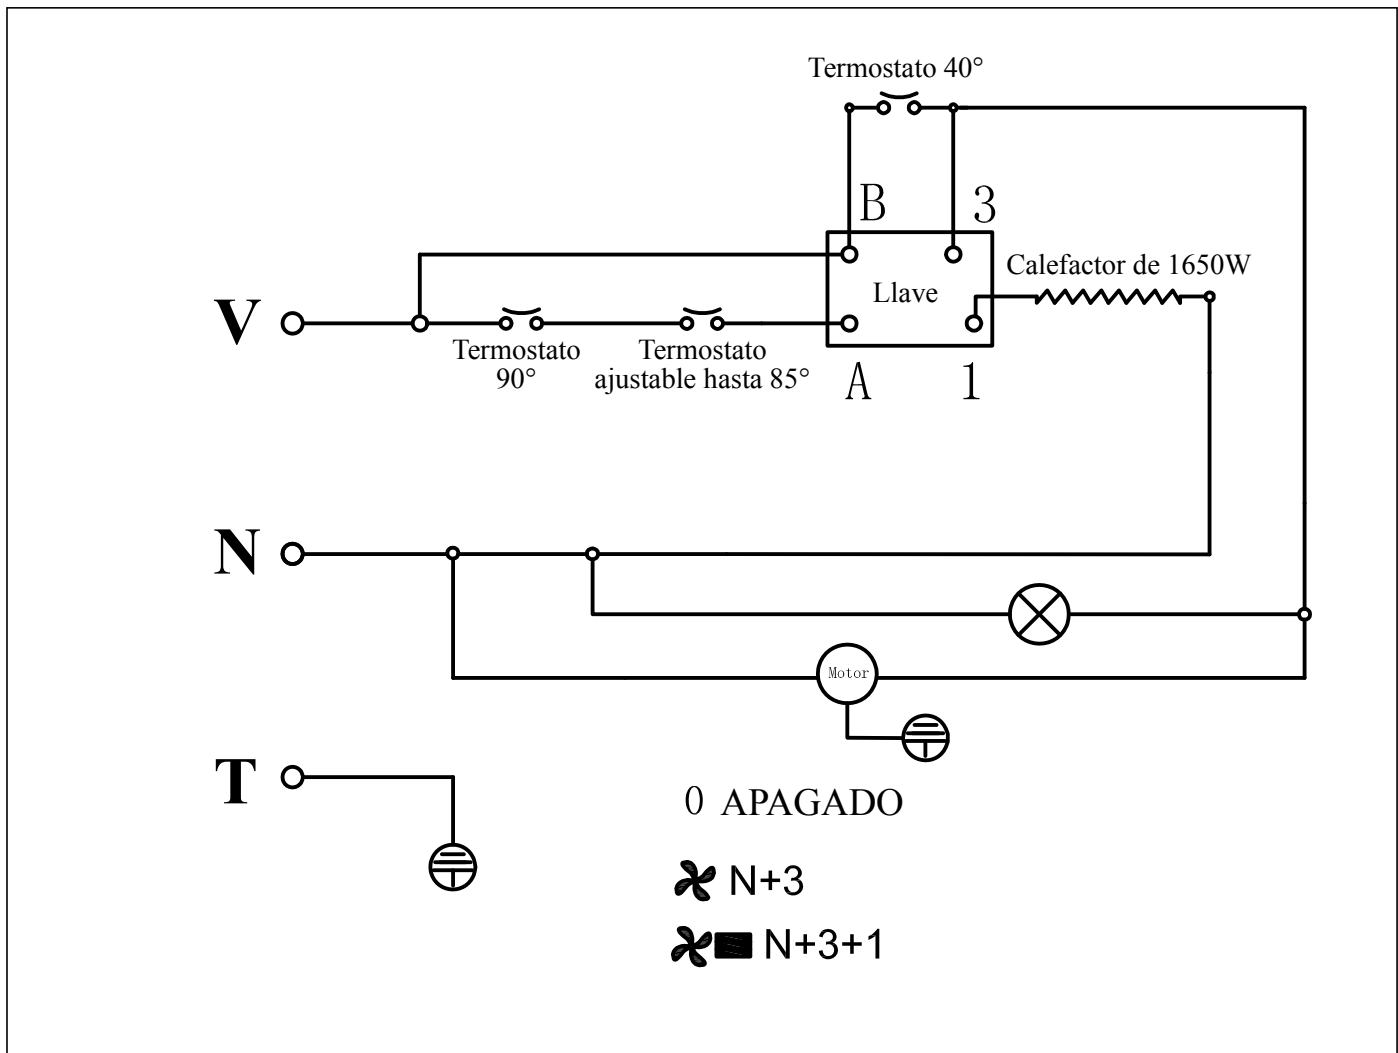 Termostato 40°
B
3
Calefactor de 1650W
Llave
V
Termostato
90°
Termostato
ajustable hasta 85°
A
1
N
Motor
T
0 APAGADO
N+3
N+3+1